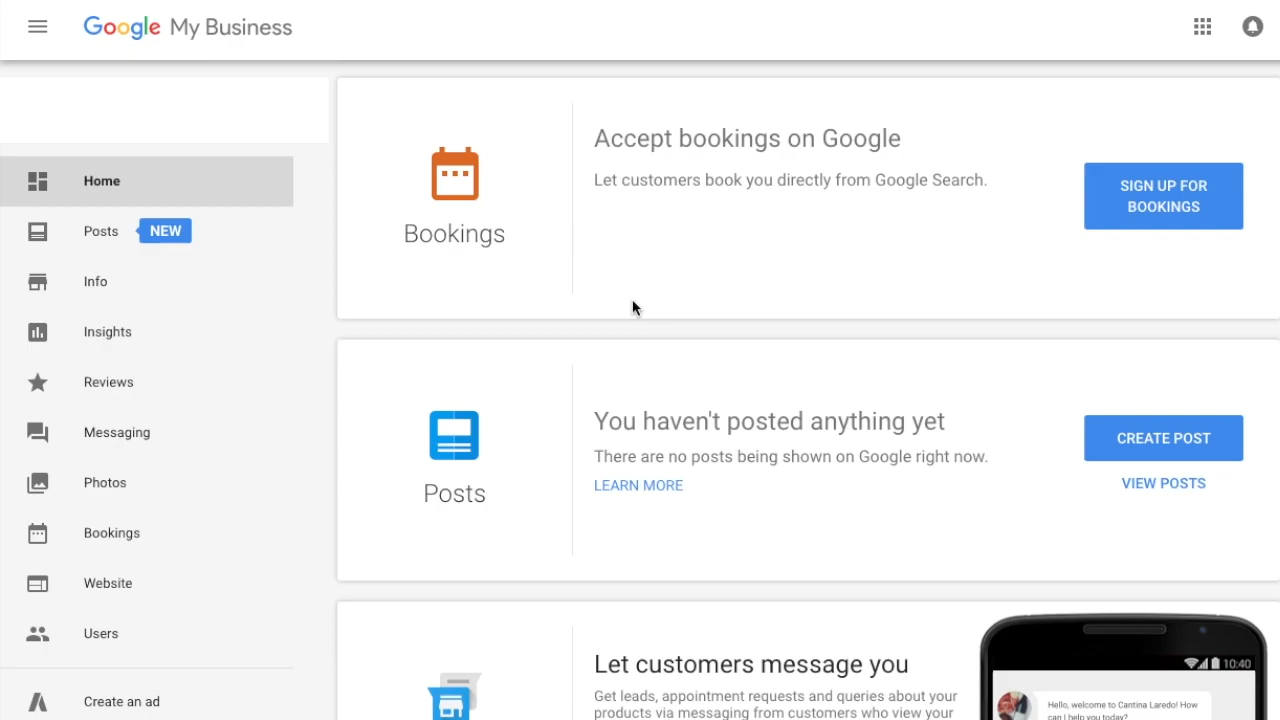 Google My Business
Home
Posts NEW
Info
Insights
Reviews
Messaging
Photos
Bookings
Website
Users
Create an ad
Bookings
Accept bookings on Google
Let customers book you directly from Google Search.
SIGN UP FOR
BOOKINGS
Posts
You haven't posted anything yet
There are no posts being shown on Google right now.
LEARN MORE
CREATE POST
VIEW POSTS
Let customers message you
Get leads, appointment requests and queries about your
products via messaging from customers who view your
10:40
Hello, welcome to Cantina Laredo! How
can I help you today?